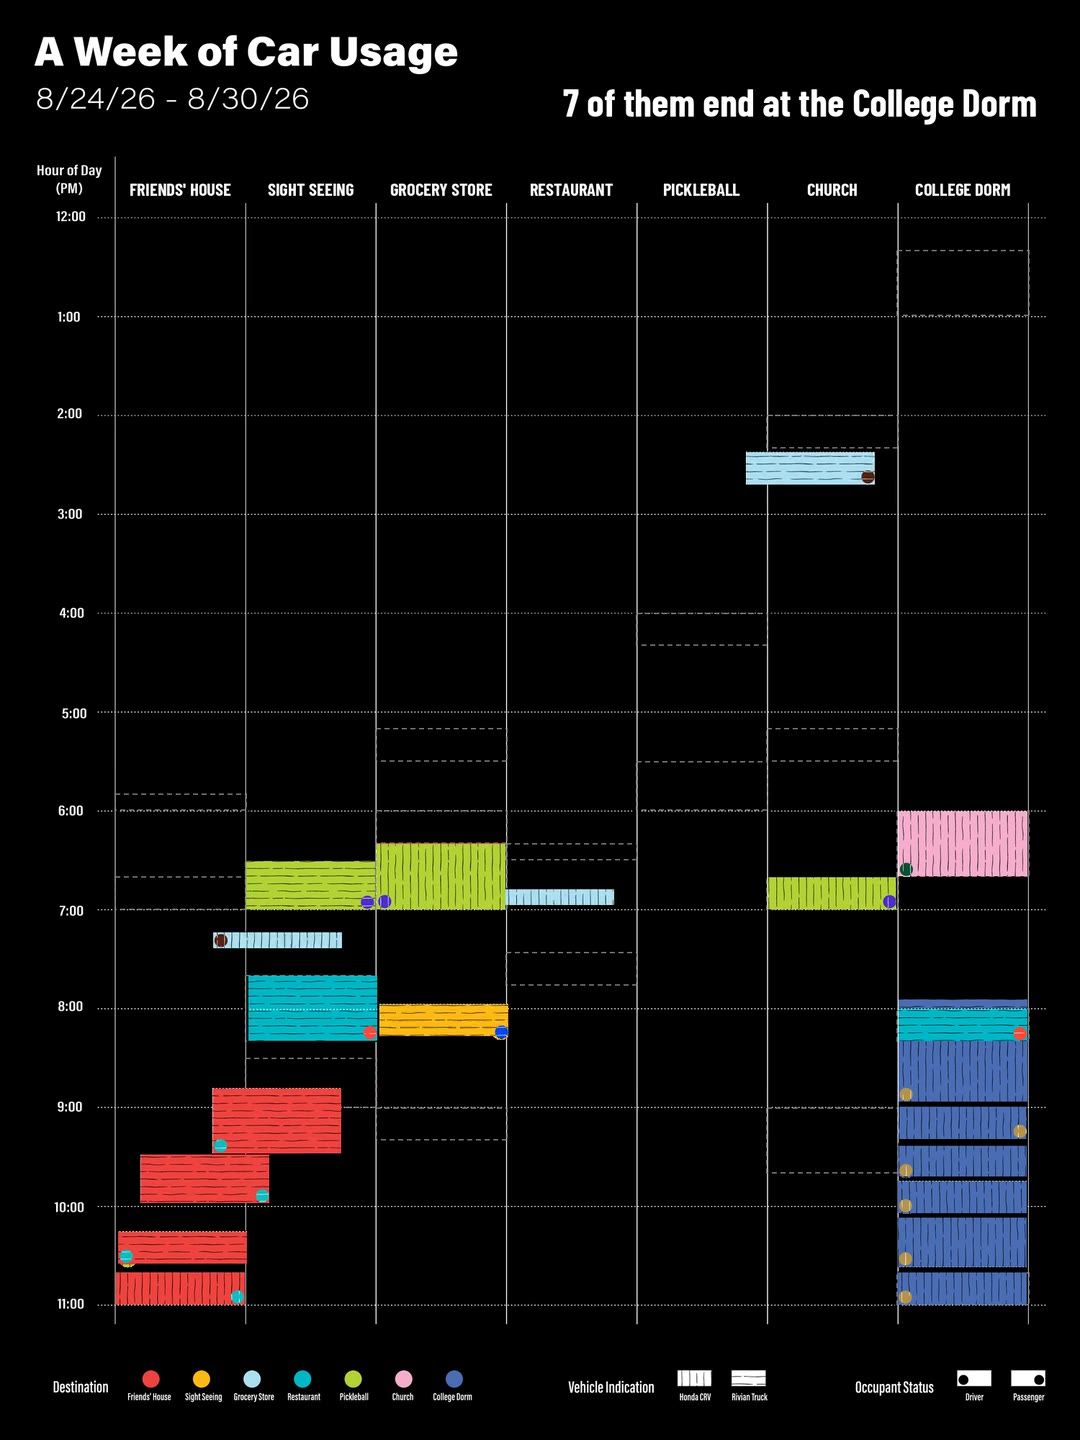 A Week of Car Usage
8/24/26 - 8/30/26
7 of them end at the College Dorm
Hour of Day
(PM)
FRIENDS' HOUSE
SIGHT SEEING
GROCERY STORE
RESTAURANT
PICKLEBALL
CHURCH
COLLEGE DORM
12:00
1:00
2:00
3:00
4:00
5:00
6:00
7:00
8:00
9:00
10:00
11:00
Destination
Friends' House
Sight Seeing
Grocery Store
Restaurant
Pickleball
Church
College Dorm
Vehicle Indication
Honda CRV
Rivian Truck
Occupant Status
Driver
Passenger